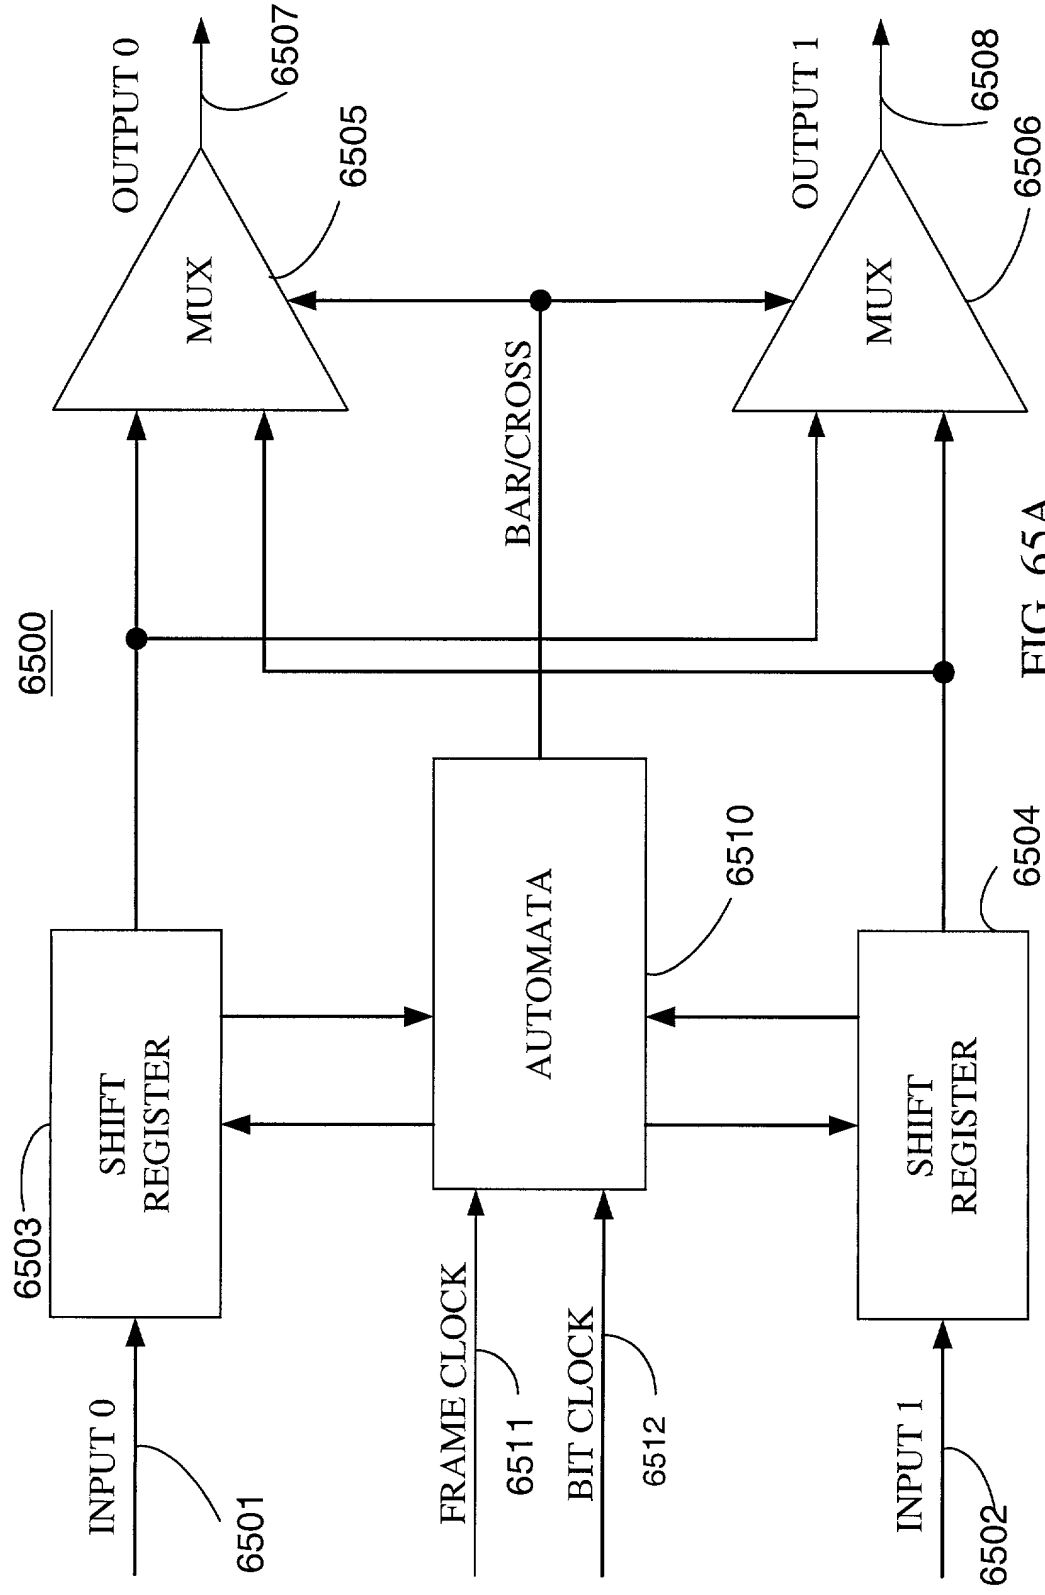 6500
INPUT 0
6501
6503
SHIFT
REGISTER
MUX
6505
OUTPUT 0
6507
FRAME CLOCK
6511
BIT CLOCK
6512
AUTOMATA
6510
BAR/CROSS
INPUT 1
6502
SHIFT
REGISTER
6504
MUX
6506
OUTPUT 1
6508
FIG. 65A